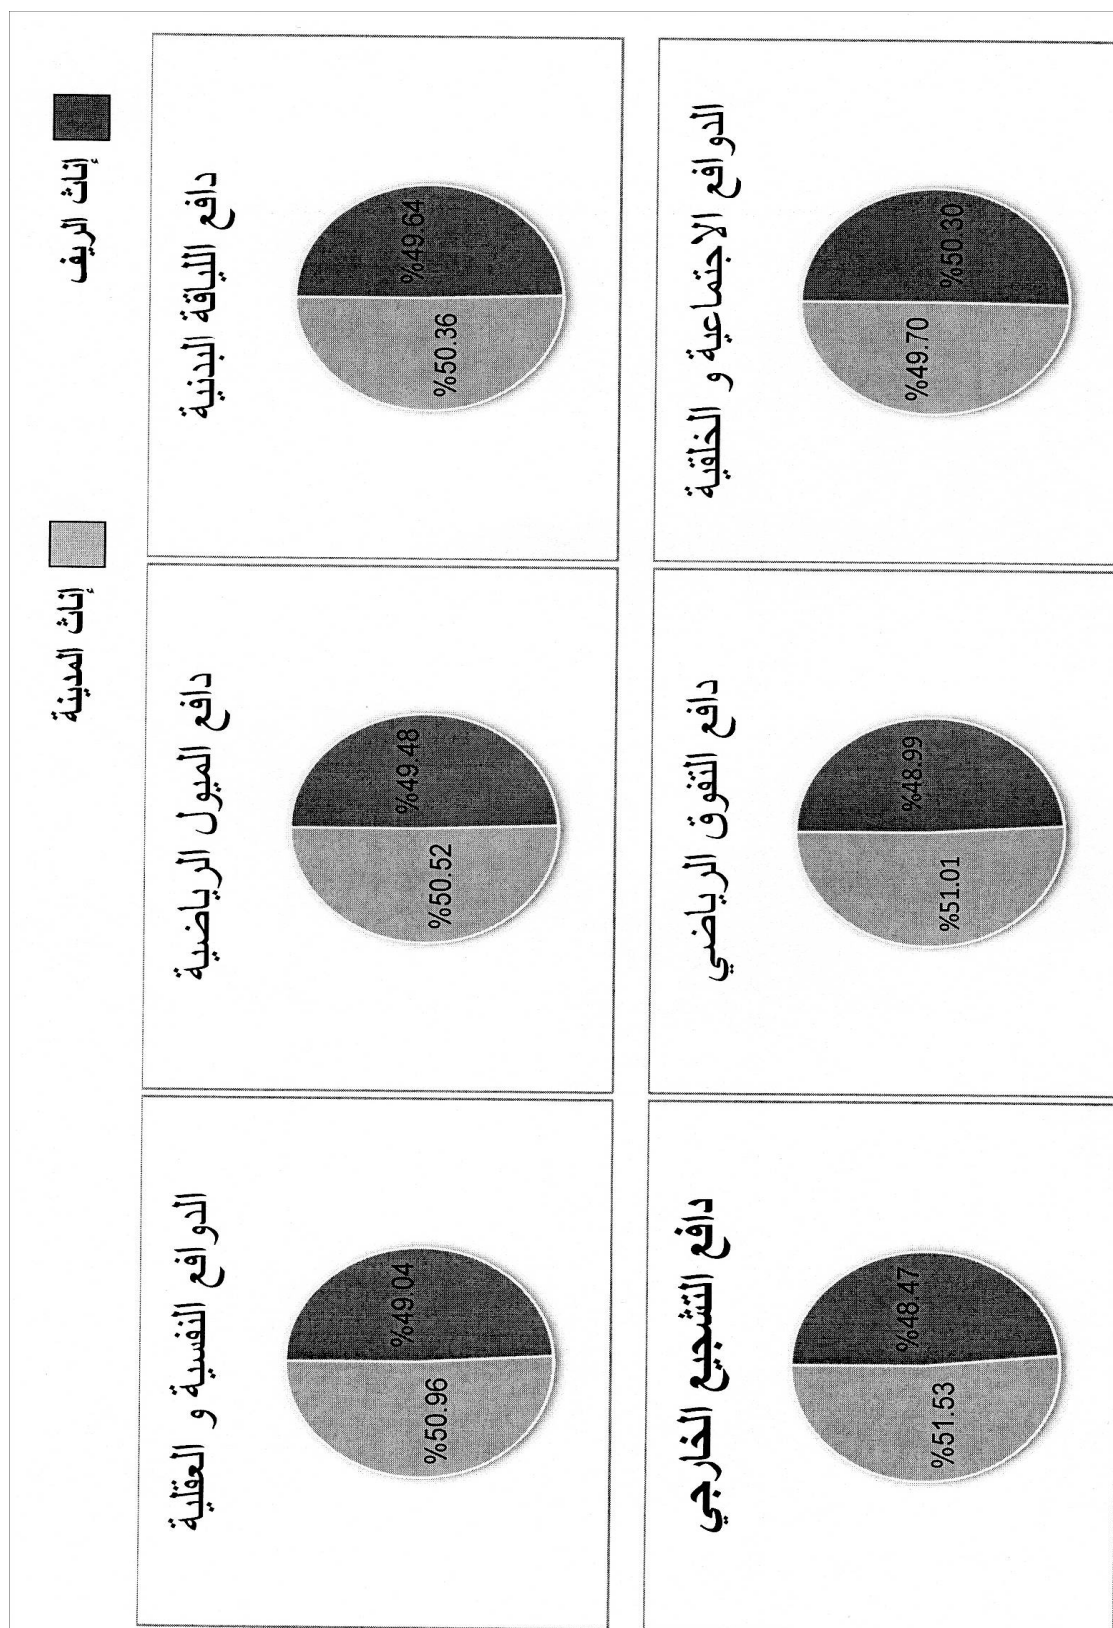 إناث الريف
إناث المدينة
دافع اللياقة البدنية
%49.64
%50.36
دافع الميول الرياضية
%49.48
%50.52
الدوافع النفسية و العقلية
%49.04
%50.96
الدوافع الاجتماعية و الخلقية
%50.30
%49.70
دافع التفوق الرياضي
%48.99
%51.01
دافع التشجيع الخارجي
%48.47
%51.53